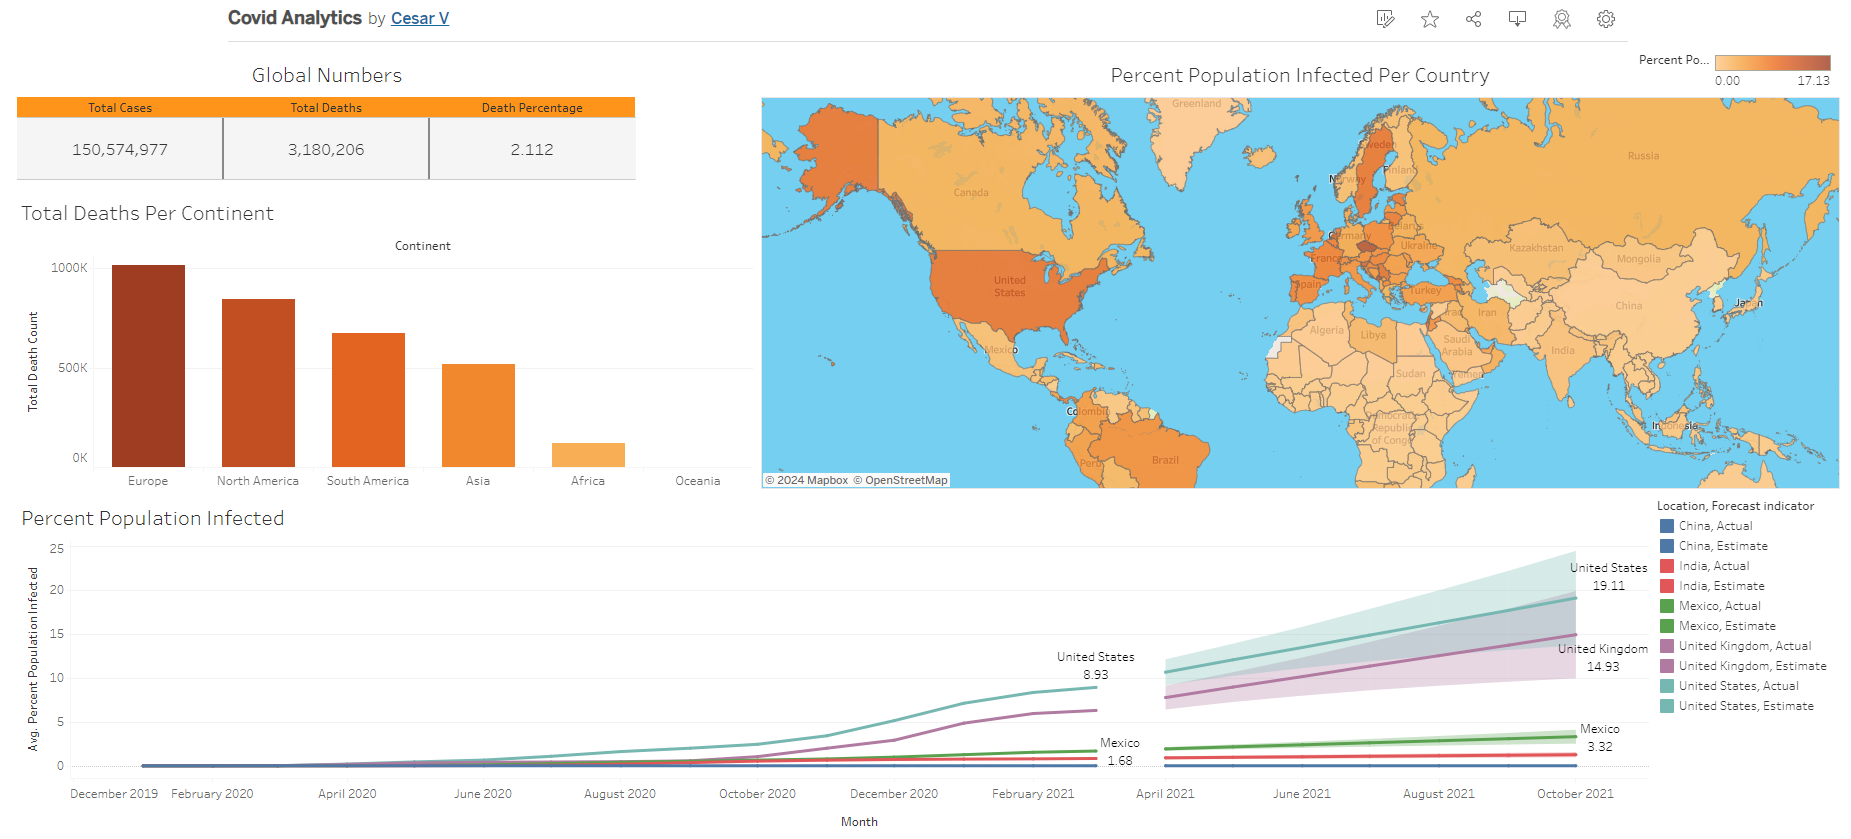 Covid Analytics by Cesar V
Global Numbers
Total Cases Total Deaths Death Percentage
150,574,977 3,180,206 2.112
Total Deaths Per Continent
Continent
Total Death Count
1000K
500K
0K
Europe North America South America Asia Africa Oceania
Percent Population Infected Per Country
Percent Po...
0.00 17.13
Greenland
Canada
United
States
Mexico
Colombia
Peru
Brazil
Sweden
Norway
Finland
Russia
Germany
Belarus
Ukraine
France
Spain
Turkey
Kazakhstan
Mongolia
China
Japan
Iraq
Iran
Algeria
Libya
Saudi
Arabia
India
Sudan
Yemen
Democratic
Republic
of Congo
Indonesia
© 2024 Mapbox © OpenStreetMap
Percent Population Infected
Avg. Percent Population Infected
25
20
15
10
5
0
United States
8.93
Mexico
1.68
United States
19.11
United Kingdom
14.93
Mexico
3.32
December 2019 February 2020 April 2020 June 2020 August 2020 October 2020 December 2020 February 2021 April 2021 June 2021 August 2021 October 2021
Month
Location, Forecast indicator
China, Actual
China, Estimate
India, Actual
India, Estimate
Mexico, Actual
Mexico, Estimate
United Kingdom, Actual
United Kingdom, Estimate
United States, Actual
United States, Estimate